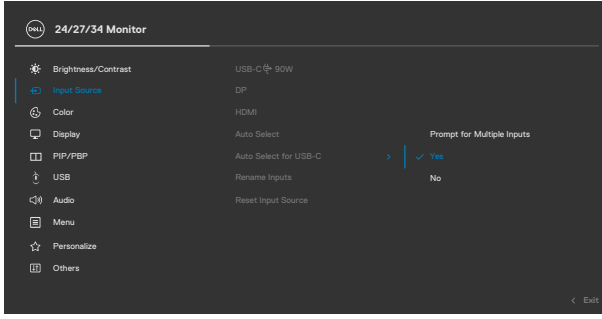 DELL
24/27/34 Monitor
Brightness/Contrast
USB-C 90W
Input Source
DP
Color
HDMI
Display
Auto Select
Prompt for Multiple Inputs
PIP/PBP
Auto Select for USB-C
Yes
USB
Rename Inputs
No
Audio
Reset Input Source
Menu
Personalize
Others
Exit